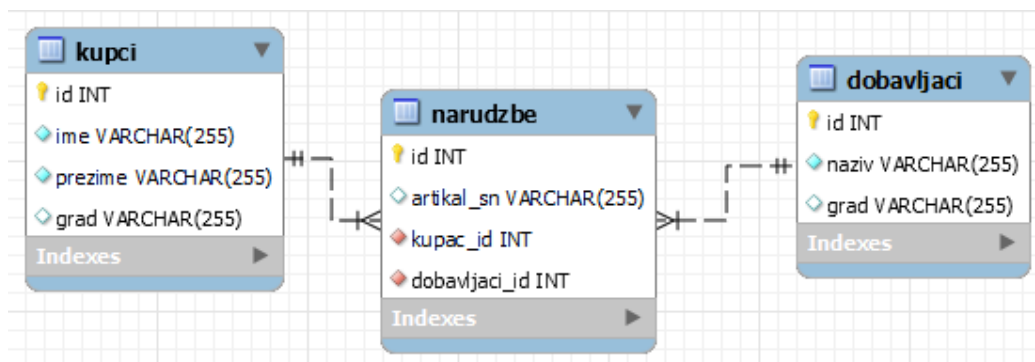 kupci
id INT
ime VARCHAR(255)
prezime VARCHAR(255)
grad VARCHAR(255)
Indexes
narudzbe
id INT
artikal_sn VARCHAR(255)
kupac_id INT
dobavljaci_id INT
Indexes
dobavljaci
id INT
naziv VARCHAR(255)
grad VARCHAR(255)
Indexes